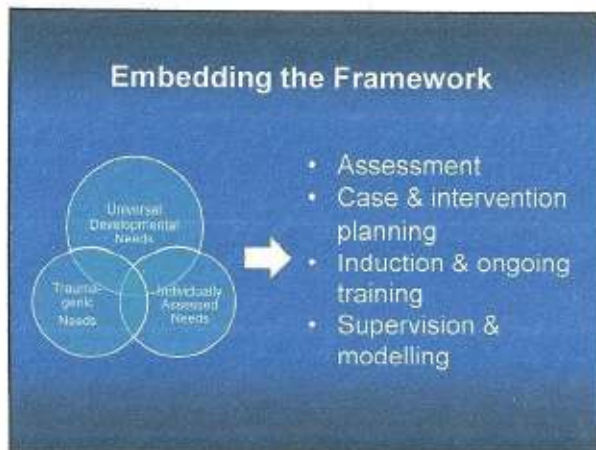 Embedding the Framework
Universal
Developmental
Needs
Trauma-
genic
Needs
Individually
Assessed
Needs
• Assessment
• Case & intervention
planning
• Induction & ongoing
training
• Supervision &
modelling